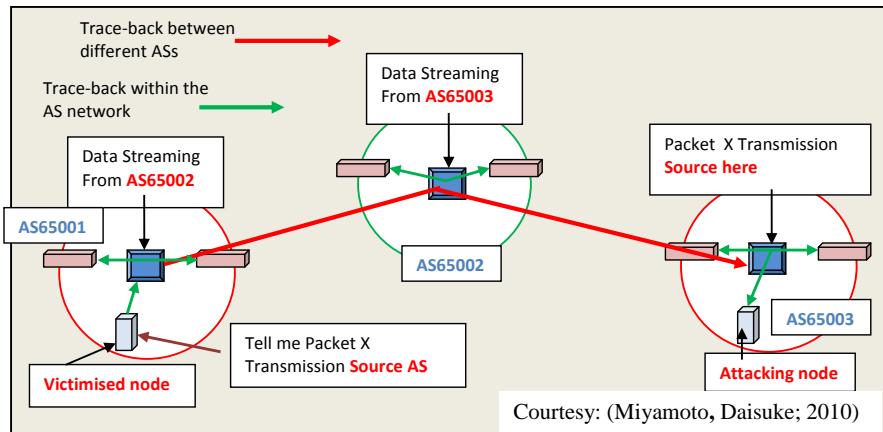 Trace-back between
different ASs
Trace-back within the
AS network
Data Streaming
From AS65003
Packet X Transmission
Source here
Data Streaming
From AS65002
AS65001
AS65002
AS65003
Tell me Packet X
Transmission Source AS
Victimised node
Attacking node
Courtesy: (Miyamoto, Daisuke; 2010)